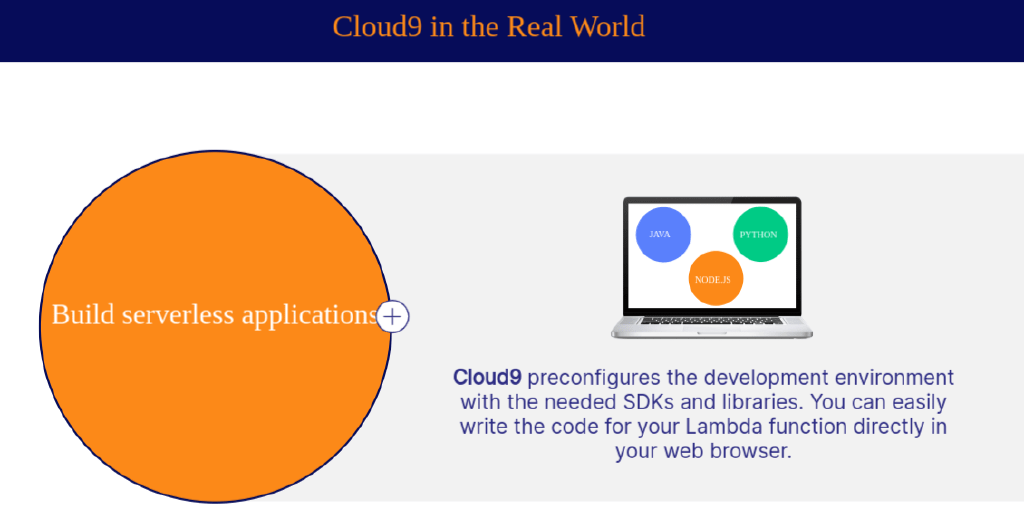 Cloud9 in the Real World
Build serverless applications
JAVA
PYTHON
NODE.JS
Cloud9 preconfigures the development environment
with the needed SDKs and libraries. You can easily
write the code for your Lambda function directly in
your web browser.